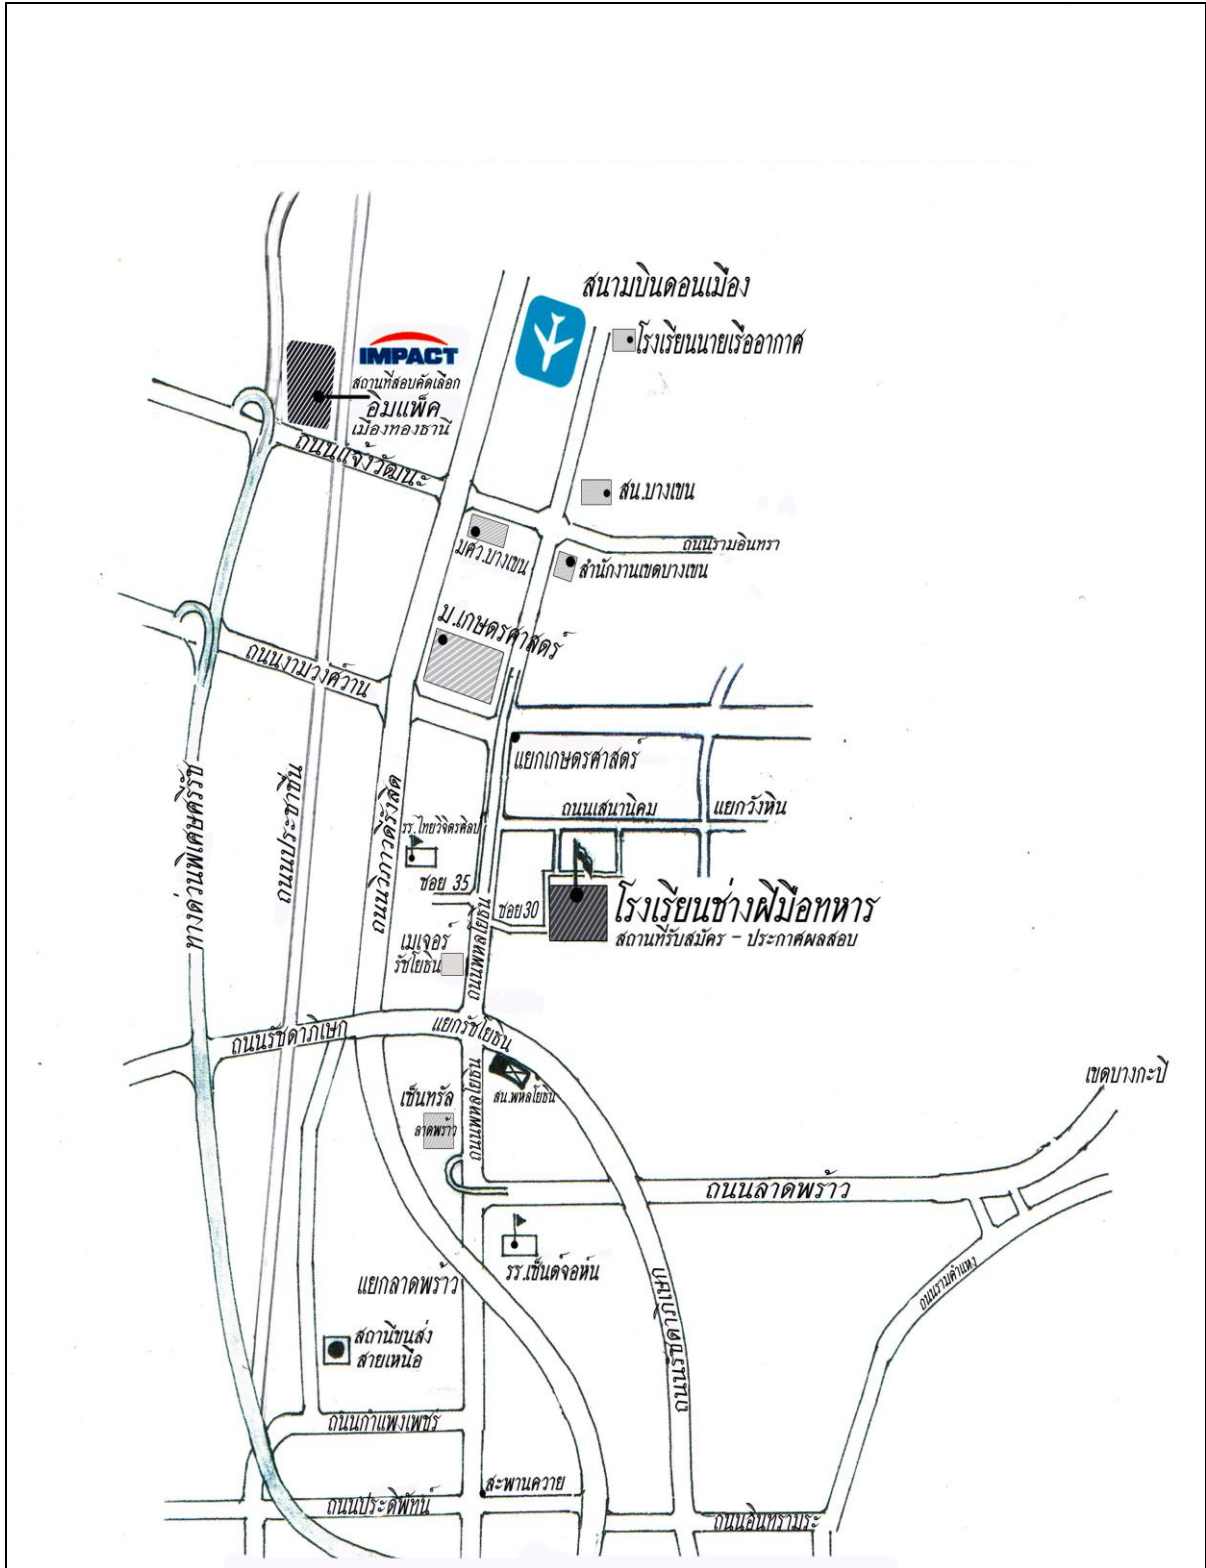 สนามบินดอนเมือง
โรงเรียนนายเรืออากาศ
IMPACT
สถานที่สอบคัดเลือก
อิมแพ็ค
เมืองทองธานี
ถนนแจ้งวัฒนะ
สน.บางเขน
ถนนรามอินทรา
มศว.บางเขน
สำนักงานเขตบางเขน
ม.เกษตรศาสตร์
ถนนงามวงศ์วาน
แยกเกษตรศาสตร์
ถนนเสนานิคม
แยกวังหิน
ทางด่วนพิเศษศรีรัช
ถนนประชาชื่น
ถนนวิภาวดีรังสิต
รร.ไทยวิจิตรศิลป
ซอย 35
ซอย 30
โรงเรียนช่างฝีมือทหาร
สถานที่รับสมัคร - ประกาศผลสอบ
เมเจอร์
รัชโยธิน
ถนนพหลโยธิน
ถนนรัชดาภิเษก
แยกรัชโยธิน
สน.พหลโยธิน
เขตบางกะปิ
เซ็นทรัล
ลาดพร้าว
ถนนพหลโยธิน
ถนนลาดพร้าว
รร.เซ็นต์จอห์น
แยกลาดพร้าว
ถนนรัชดาภิเษก
ถนนรามคำแหง
สถานีขนส่ง
สายเหนือ
ถนนกำแพงเพชร
สะพานควาย
ถนนประดิพัทน์
ถนนอินทรามระ